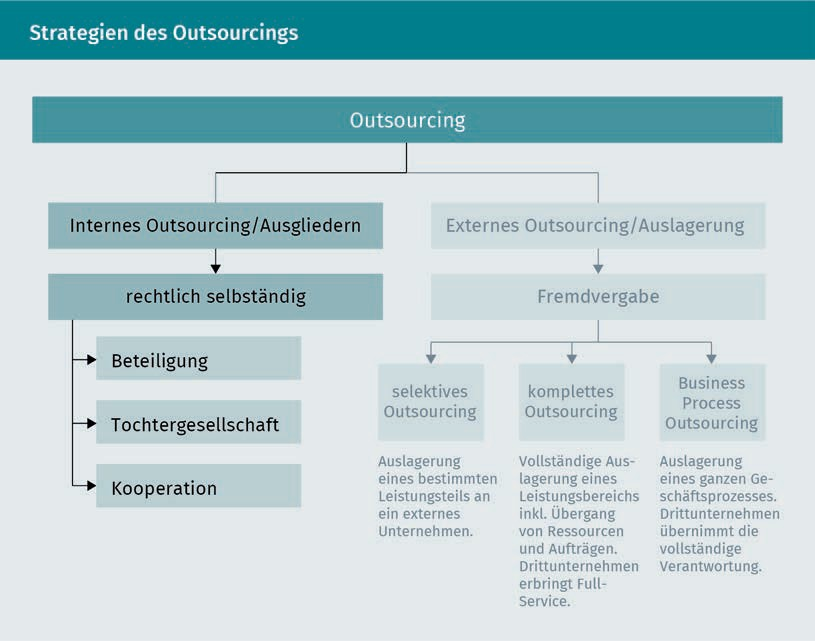 Strategien des Outsourcings
Outsourcing
Internes Outsourcing/Ausgliedern
rechtlich selbständig
Beteiligung
Tochtergesellschaft
Kooperation
Externes Outsourcing/Auslagerung
Fremdvergabe
selektives
Outsourcing
Auslagerung
eines bestimmten
Leistungsteils an
ein externes
Unternehmen.
komplettes
Outsourcing
Vollständige Aus-
lagerung eines
Leistungsbereichs
inkl. Übergang
von Ressourcen
und Aufträgen.
Drittunternehmen
erbringt Full-
Service.
Business
Process
Outsourcing
Auslagerung
eines ganzen Ge-
schäftsprozesses.
Drittunternehmen
übernimmt die
vollständige
Verantwortung.